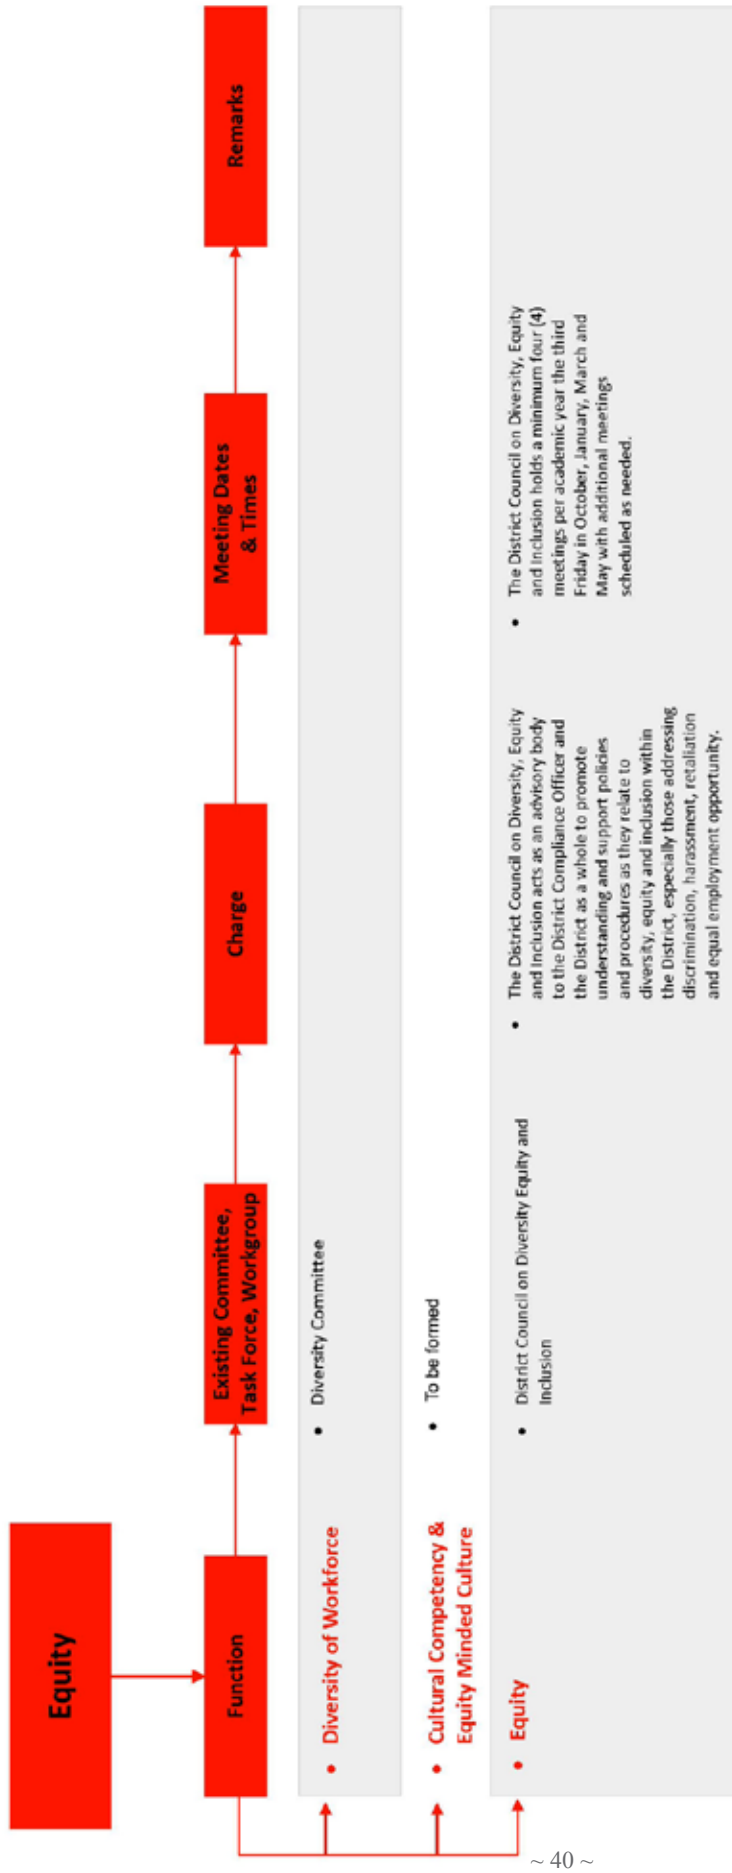 Equity
Function
Existing Committee,
Task Force, Workgroup
Charge
Meeting Dates
& Times
Remarks
• Diversity of Workforce
• Diversity Committee
• Cultural Competency &
Equity Minded Culture
• To be formed
• Equity
• District Council on Diversity Equity and
Inclusion
• The District Council on Diversity, Equity
and Inclusion acts as an advisory body
to the District Compliance Officer and
the District as a whole to promote
understanding and support policies
and procedures as they relate to
diversity, equity and inclusion within
the District, especially those addressing
discrimination, harassment, retaliation
and equal employment opportunity.
• The District Council on Diversity, Equity
and Inclusion holds a minimum four (4)
meetings per academic year the third
Friday in October, January, March and
May with additional meetings
scheduled as needed.
~ 40 ~